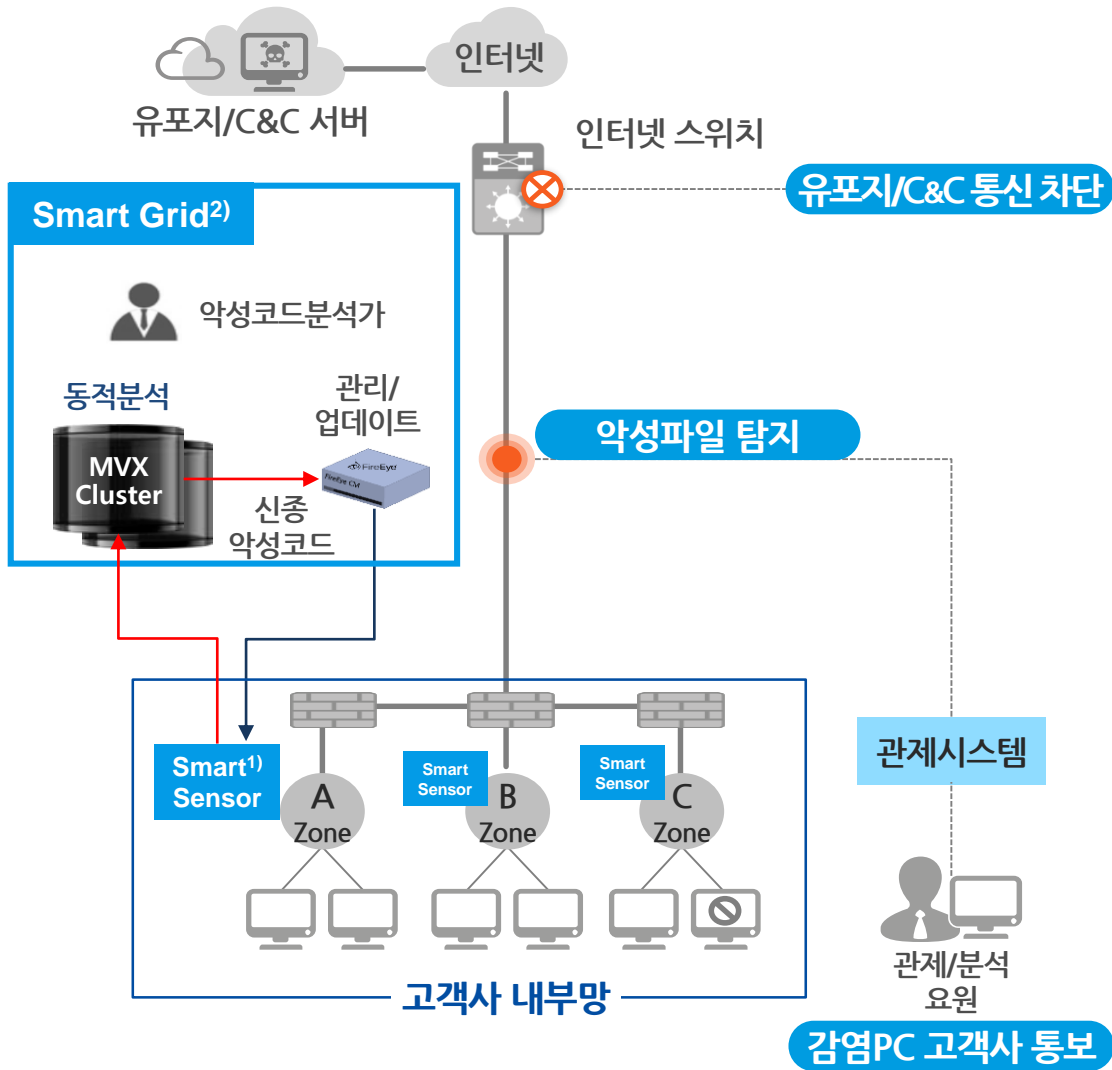 인터넷
유포지/C&C 서버
인터넷 스위치
유포지/C&C 통신 차단
Smart Grid2)
악성코드분석가
동적분석
관리/
업데이트
MVX
Cluster
FireEye
FireEye CM
신종
악성코드
악성파일 탐지
Smart1)
Sensor
A
Zone
Smart
Sensor
B
Zone
Smart
Sensor
C
Zone
관제시스템
관제/분석
요원
고객사 내부망
감염PC 고객사 통보